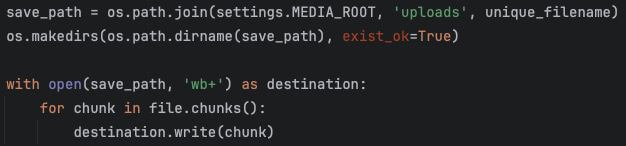 save_path = os.path.join(settings.MEDIA_ROOT, 'uploads', unique_filename)
os.makedirs(os.path.dirname(save_path), exist_ok=True)

with open(save_path, 'wb+') as destination:
    for chunk in file.chunks():
        destination.write(chunk)